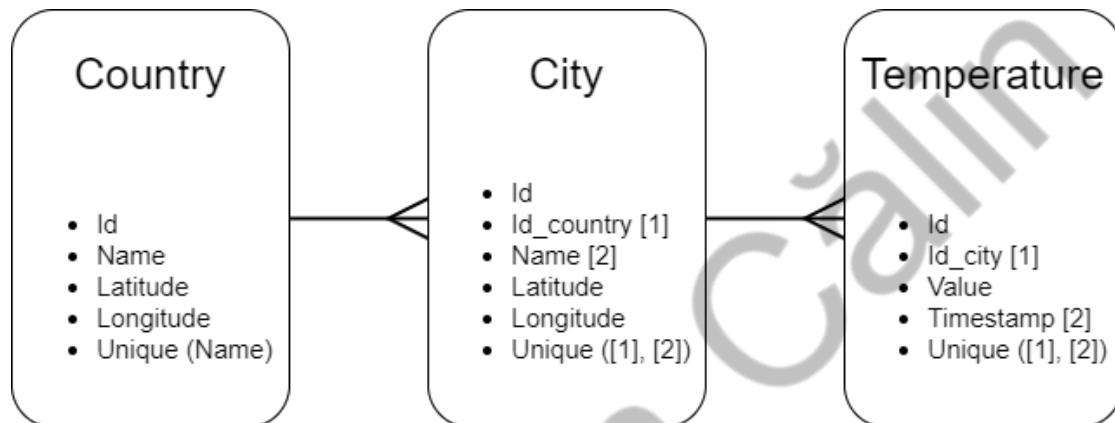 Country
• Id
• Name
• Latitude
• Longitude
• Unique (Name)
City
• Id
• Id_country [1]
• Name [2]
• Latitude
• Longitude
• Unique ([1], [2])
Temperature
• Id
• Id_city [1]
• Value
• Timestamp [2]
• Unique ([1], [2])
Călin